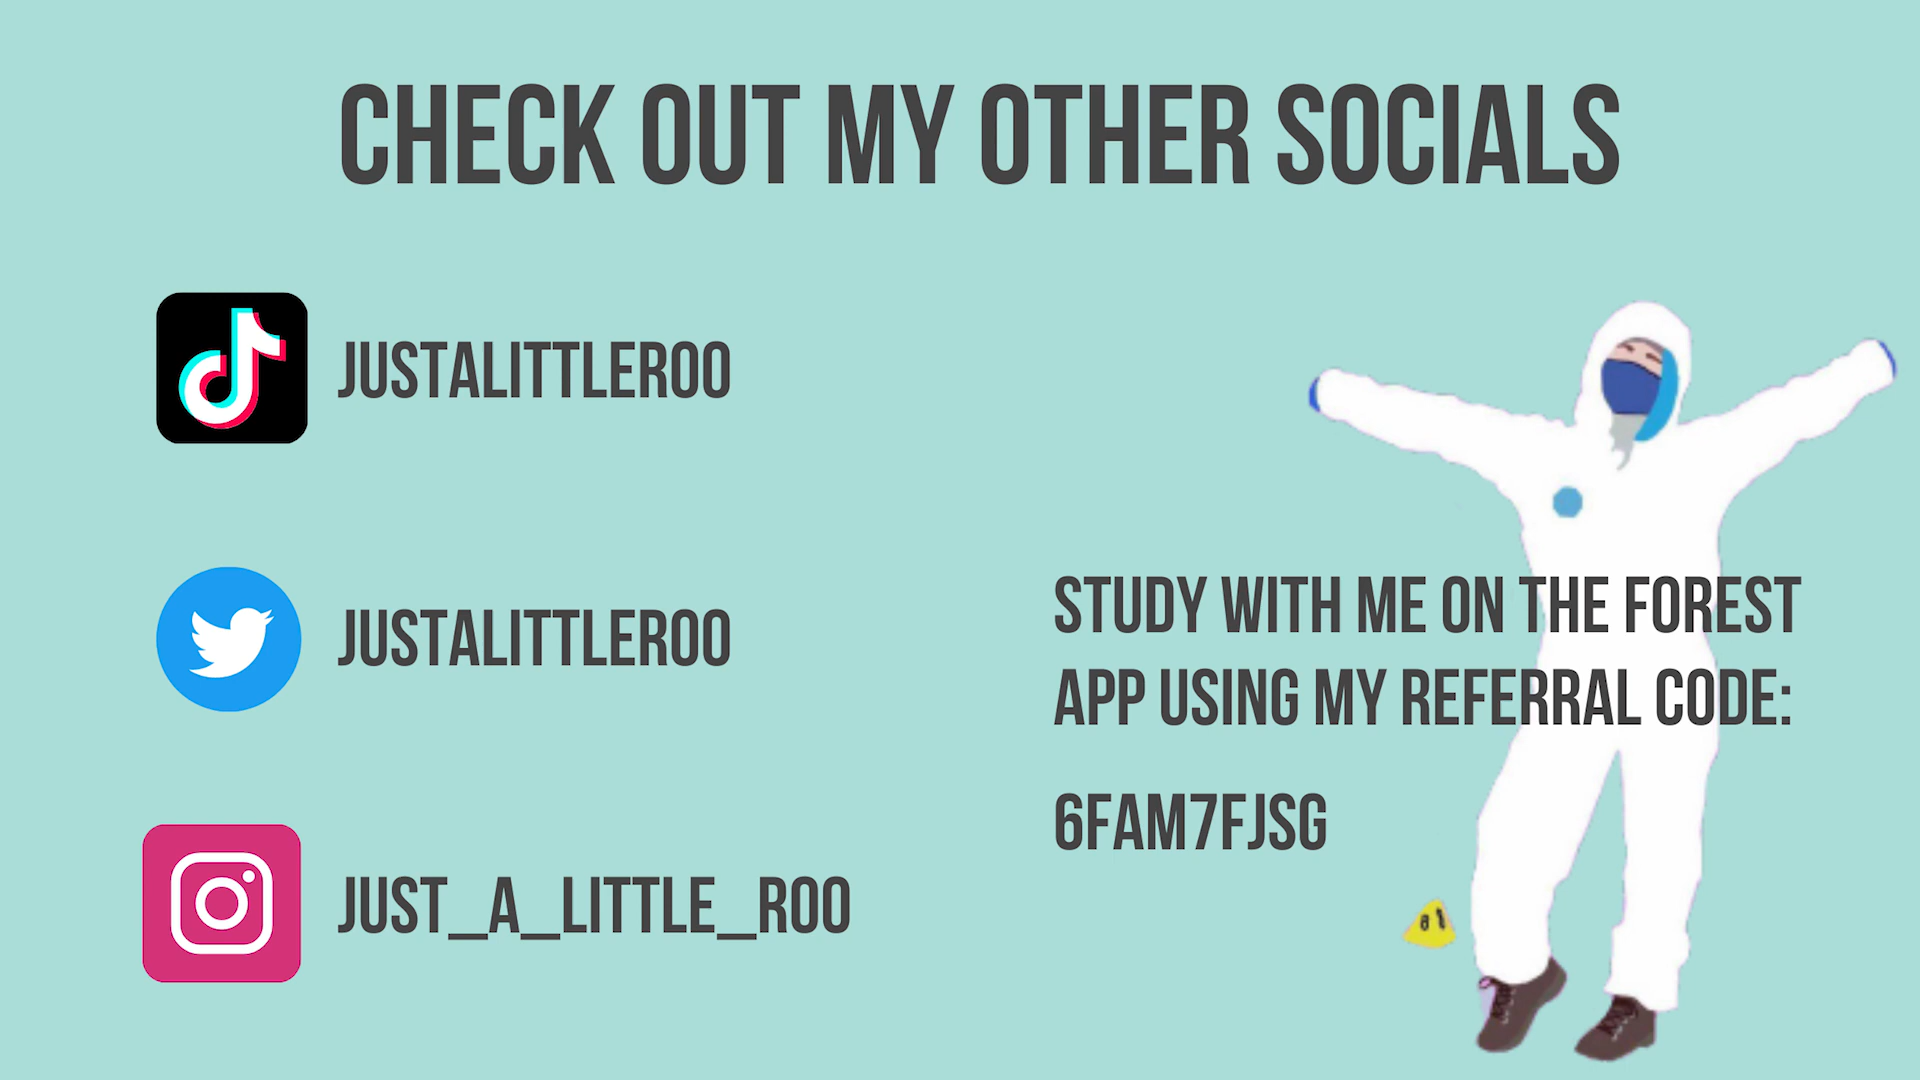 CHECK OUT MY OTHER SOCIALS
JUSTALITTLEROO
JUSTALITTLEROO
JUST_A_LITTLE_ROO
STUDY WITH ME ON THE FOREST
APP USING MY REFERRAL CODE:
6FAM7FJSG